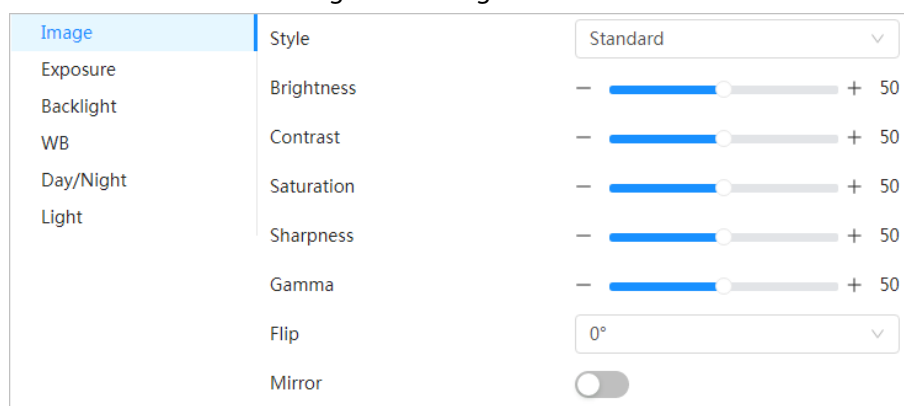 Image
Exposure
Backlight
WB
Day/Night
Light
Style Standard
Brightness 50
Contrast 50
Saturation 50
Sharpness 50
Gamma 50
Flip 0°
Mirror